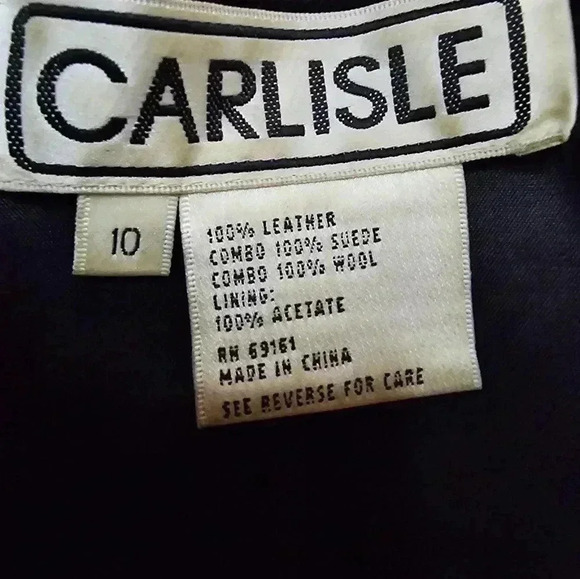 CARLISLE
10
100% LEATHER
COMBO 100% SUEDE
COMBO 100% WOOL
LINING:
100% ACETATE
RN 69161
MADE IN CHINA
SEE REVERSE FOR CARE